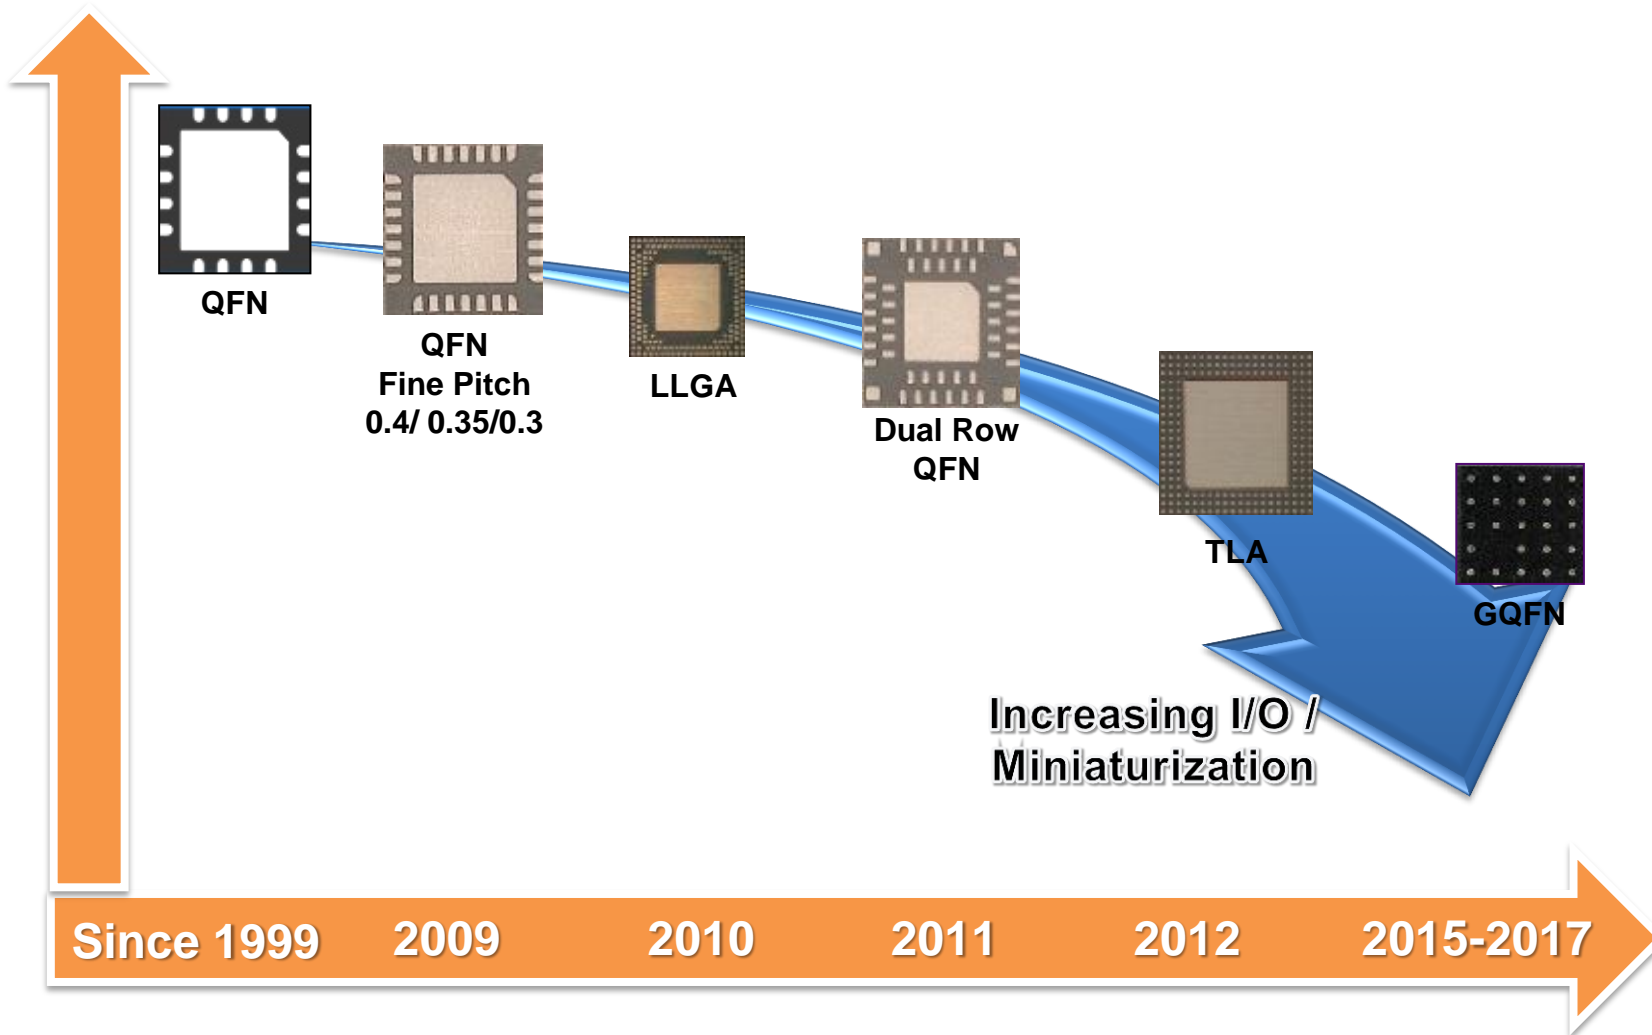 QFN
QFN
Fine Pitch
0.4/ 0.35/0.3
LLGA
Dual Row
QFN
TLA
GQFN
Increasing I/O /
Miniaturization
Since 1999
2009
2010
2011
2012
2015-2017